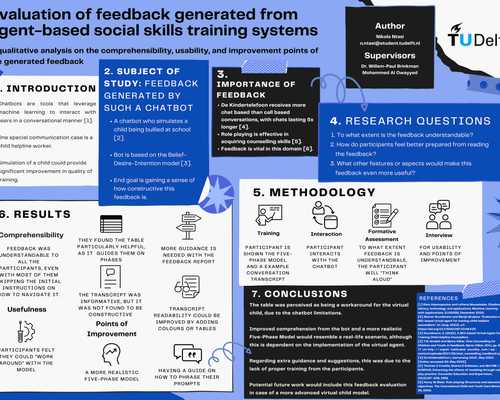 valuation of feedback generated from
gent-based social skills training systems
qualitative analysis on the comprehensibility, usability, and improvement points of
e generated feedback
Author
Nikola Nțasi
Supervisors
Dr. Willem-Paul Brinkman
Mohammed Al Owayyed
TU Delf
1. INTRODUCTION
Chatbots are tools that leverage
machine learning to interact with
users in a conversational manner [1].
One special communication case is a
child helpline worker.
Simulation of a child could provide
significant improvement in quality of
training.
2. SUBJECT OF
STUDY: FEEDBACK
GENERATED BY
SUCH A CHATBOT
• A chatbot who simulates a
child being bullied at school
[2].
• Bot is based on the Belief-
Desire-Intention model [3].
• End goal is gaining a sense of
how constructive this
feedback is.
3.
IMPORTANCE OF
FEEDBACK
• De Kindertelefoon receives more
chat based than call based
conversations, with chats lasting 5x
longer [4].
• Role playing is effective in
acquiring counselling skills [5].
• Feedback is vital in this domain [6].
4. RESEARCH QUESTIONS
1. To what extent is the feedback understandable?
2. How do participants feel better prepared from reading
the feedback?
3. What other features or aspects would make this
feedback even more useful?
5. METHODOLOGY
Training
PARTICIPANT
IS SHOWN THE
FIVE-PHASE
MODEL AND
A EXAMPLE
CONVERSATION
TRANSCRIPT
Interaction
PARTICIPANT
INTERACTS
WITH THE
CHATBOT
Formative
Assessment
TO WHAT EXTENT
THE FEEDBACK IS
UNDERSTANDABLE,
THE PARTICIPANT
WILL "THINK
ALOUD"
Interview
FOR USABILITY
AND POINTS OF
IMPROVEMENT
6. RESULTS
Comprehensibility
FEEDBACK WAS
UNDERSTANDABLE TO
ALL THE
PARTICIPANTS, EVEN
WITH MOST OF THEM
SKIPPING THE INITIAL
INSTRUCTIONS ON
HOW TO NAVIGATE IT.
THEY FOUND THE TABLE
PARTICULARLY HELPFUL,
AS IT GUIDES THEM ON
PHASES
MORE GUIDANCE IS
NEEDED WITH THE
FEEDBACK REPORT
Usefulness
PARTICIPANTS FELT
THEY COULD "WORK
AROUND" WITH THE
MODEL
THE TRANSCRIPT WAS
INFORMATIVE, BUT IT WAS
NOT FOUND TO BE
CONSTRUCTIVE
Points of
Improvement
A MORE REALISTIC
FIVE-PHASE MODEL
TRANSCRIPT
READABILITY COULD BE
IMPROVED BY ADDING
COLOURS OF TABLES
HAVING A GUIDE ON
HOW TO PHRASE THEIR
PROMPTS
7. CONCLUSIONS
The table was perceived as being a workaround for the virtual
child, due to the chatbot limitations.
Improved comprehension from the bot and a more realistic
Five-Phase Model would resemble a real-life scenario, although
this is dependent on the implementation of the virtual agent.
Regarding extra guidance and suggestions, this was due to the
lack of proper training from the participants.
Potential future work would include this feedback evaluation
in case of a more advanced virtual child model.
REFERENCES